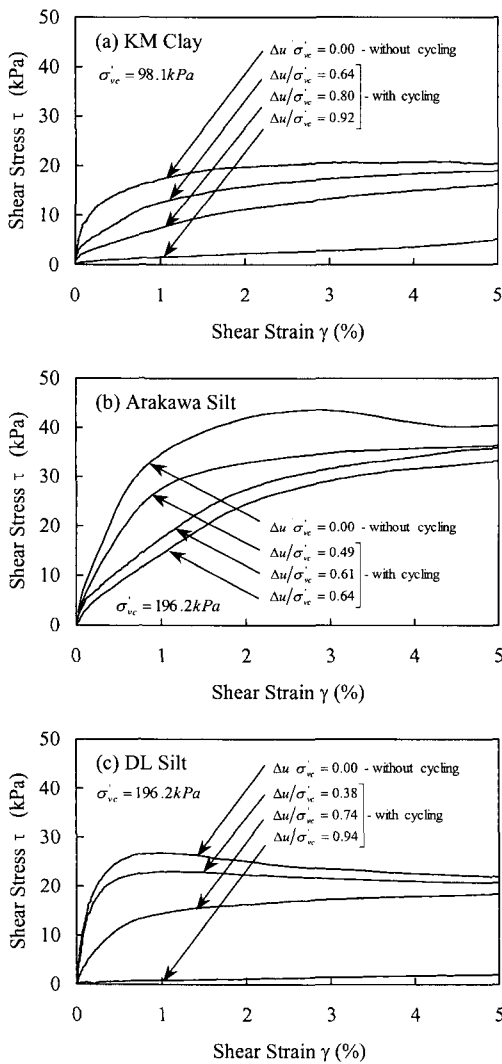 (a) KM Clay
σ'vc = 98.1kPa
Δu σ'vc = 0.00 - without cycling
Δu/σ'vc = 0.64
Δu/σ'vc = 0.80 - with cycling
Δu/σ'vc = 0.92
Shear Stress τ (kPa)
50
40
30
20
10
0
0 1 2 3 4 5
Shear Strain γ (%)
(b) Arakawa Silt
Δu σ'vc = 0.00 - without cycling
Δu/σ'vc = 0.49
Δu/σ'vc = 0.61 - with cycling
Δu/σ'vc = 0.64
σ'vc = 196.2kPa
Shear Stress τ (kPa)
50
40
30
20
10
0
0 1 2 3 4 5
Shear Strain γ (%)
(c) DL Silt
σ'vc = 196.2kPa
Δu σ'vc = 0.00 - without cycling
Δu/σ'vc = 0.38
Δu/σ'vc = 0.74 - with cycling
Δu/σ'vc = 0.94
Shear Stress τ (kPa)
50
40
30
20
10
0
0 1 2 3 4 5
Shear Strain γ (%)